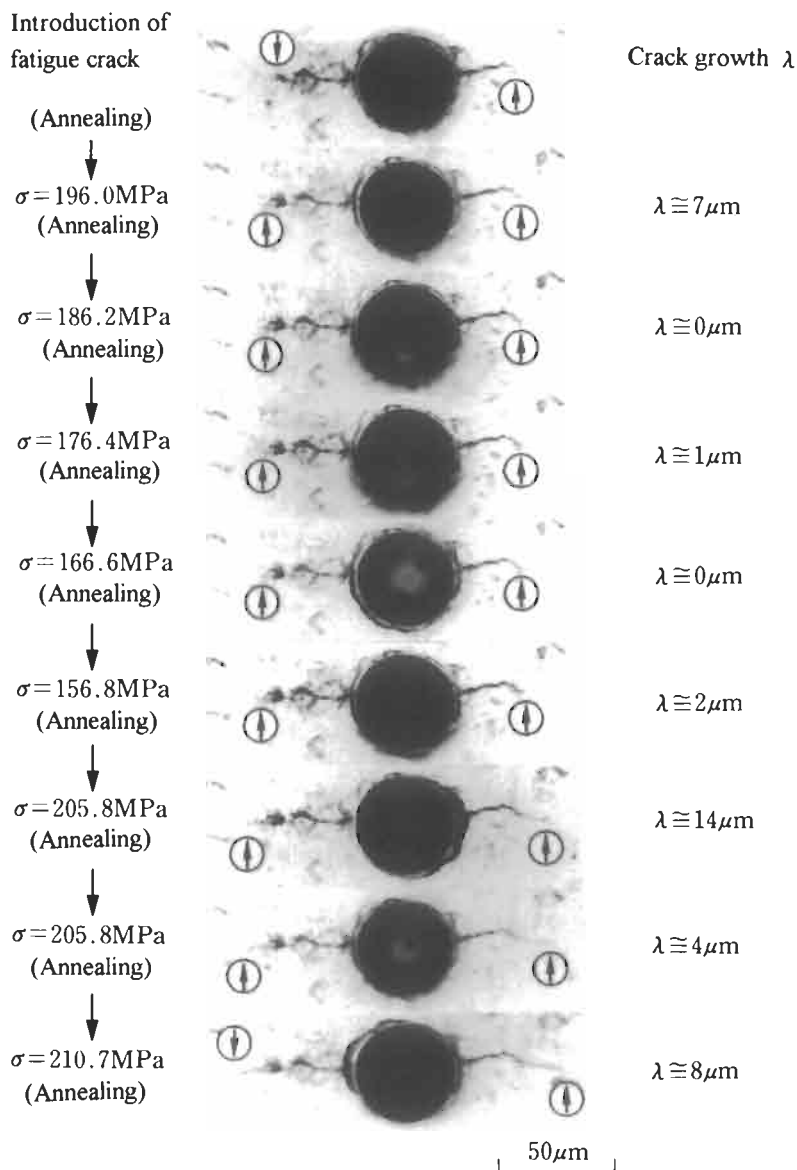 Introduction of
fatigue crack
Crack growth λ
(Annealing)
σ=196.0MPa
(Annealing)
λ≅7μm
σ=186.2MPa
(Annealing)
λ≅0μm
σ=176.4MPa
(Annealing)
λ≅1μm
σ=166.6MPa
(Annealing)
λ≅0μm
σ=156.8MPa
(Annealing)
λ≅2μm
σ=205.8MPa
(Annealing)
λ≅14μm
σ=205.8MPa
(Annealing)
λ≅4μm
σ=210.7MPa
(Annealing)
λ≅8μm
50μm